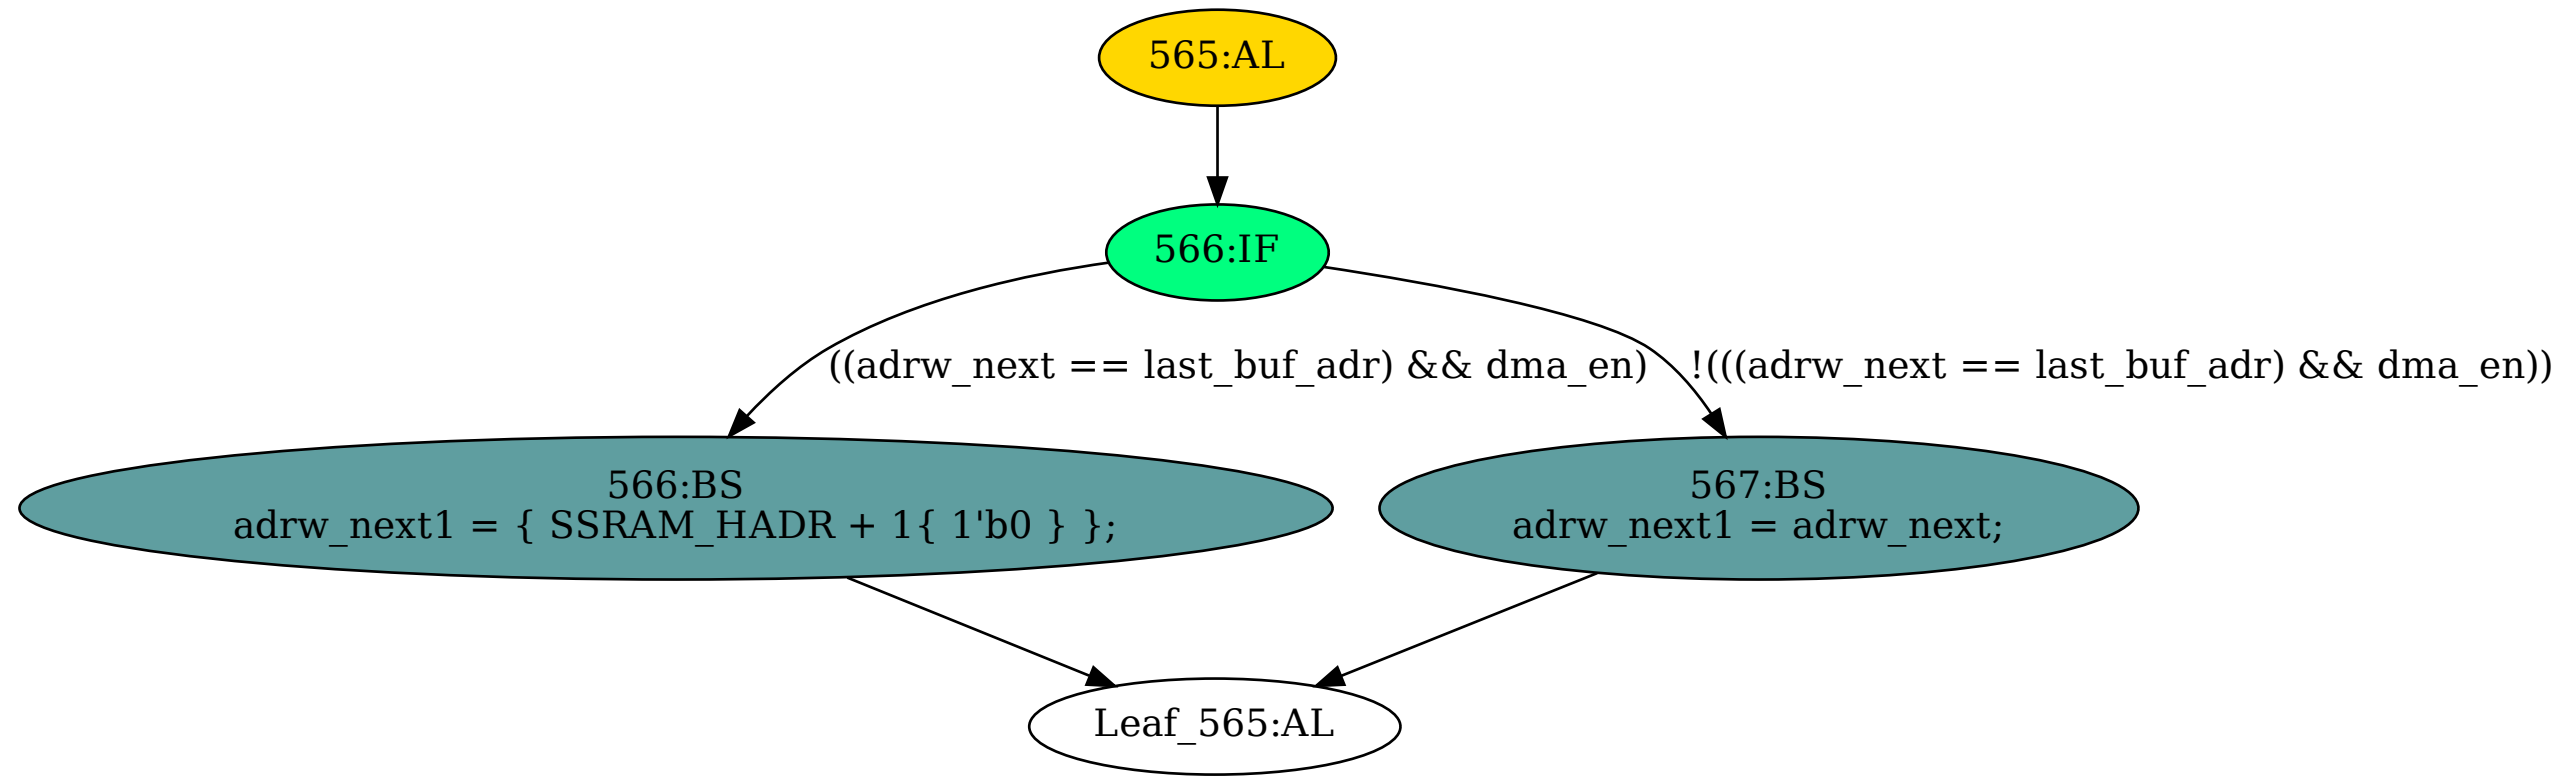 565:AL
566:IF
((adrw_next == last_buf_adr) && dma_en)
!(((adrw_next == last_buf_adr) && dma_en))
566:BS
adrw_next1 = { SSRAM_HADR + 1{ 1'b0 } };
567:BS
adrw_next1 = adrw_next;
Leaf_565:AL